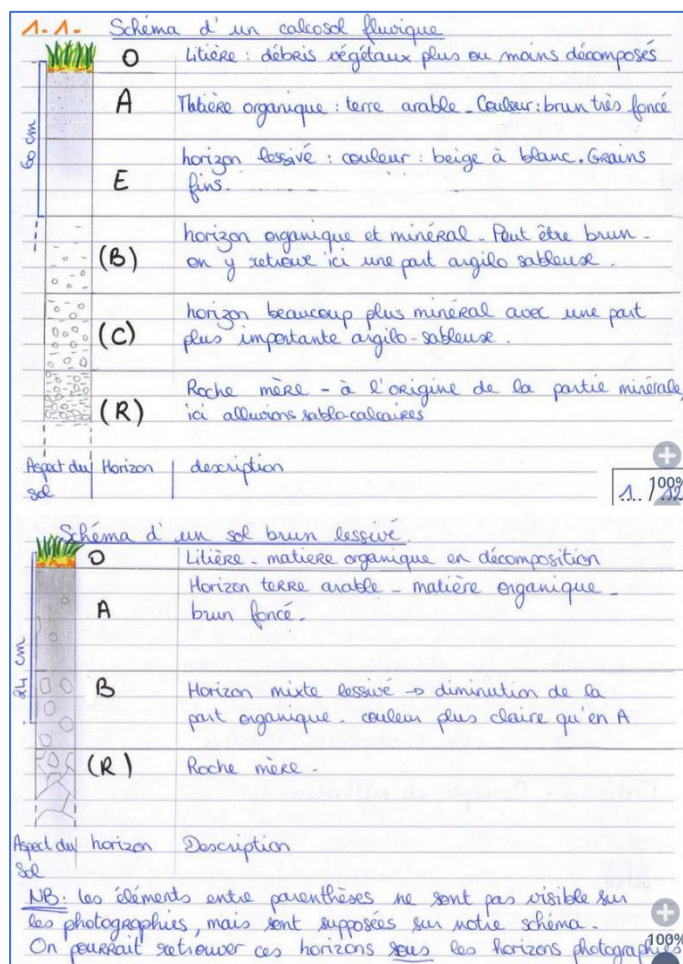 1.1. Schéma d'un calcosol fluvique
O Litière : débris végétaux plus ou moins décomposés
A Matière organique : terre arable - Couleur : brun très foncé
60 cm
E horizon lessivé : couleur : beige à blanc. Grains
fins.
(B) horizon organique et minéral - Peut être brun -
on y retrouve ici une part argilo sableuse.
(C) horizon beaucoup plus minéral avec une part
plus importante argilo-sableuse.
(R) Roche mère - à l'origine de la partie minérale,
ici alluvions sablo-calcaires
Aspect du sol Horizon description
1.../12
100%
Schéma d'un sol brun lessivé.
O Litière - matière organique en décomposition
A Horizon terre arable - matière organique -
brun foncé.
24 cm
B Horizon mixte lessivé → diminution de la
part organique - couleur plus claire qu'en A
(R) Roche mère -
Aspect du sol horizon Description
NB : les éléments entre parenthèses ne sont pas visible sur
les photographies, mais sont supposées sur notre schéma.
On pourrait retrouver ces horizons sous les horizons photographiés
100%